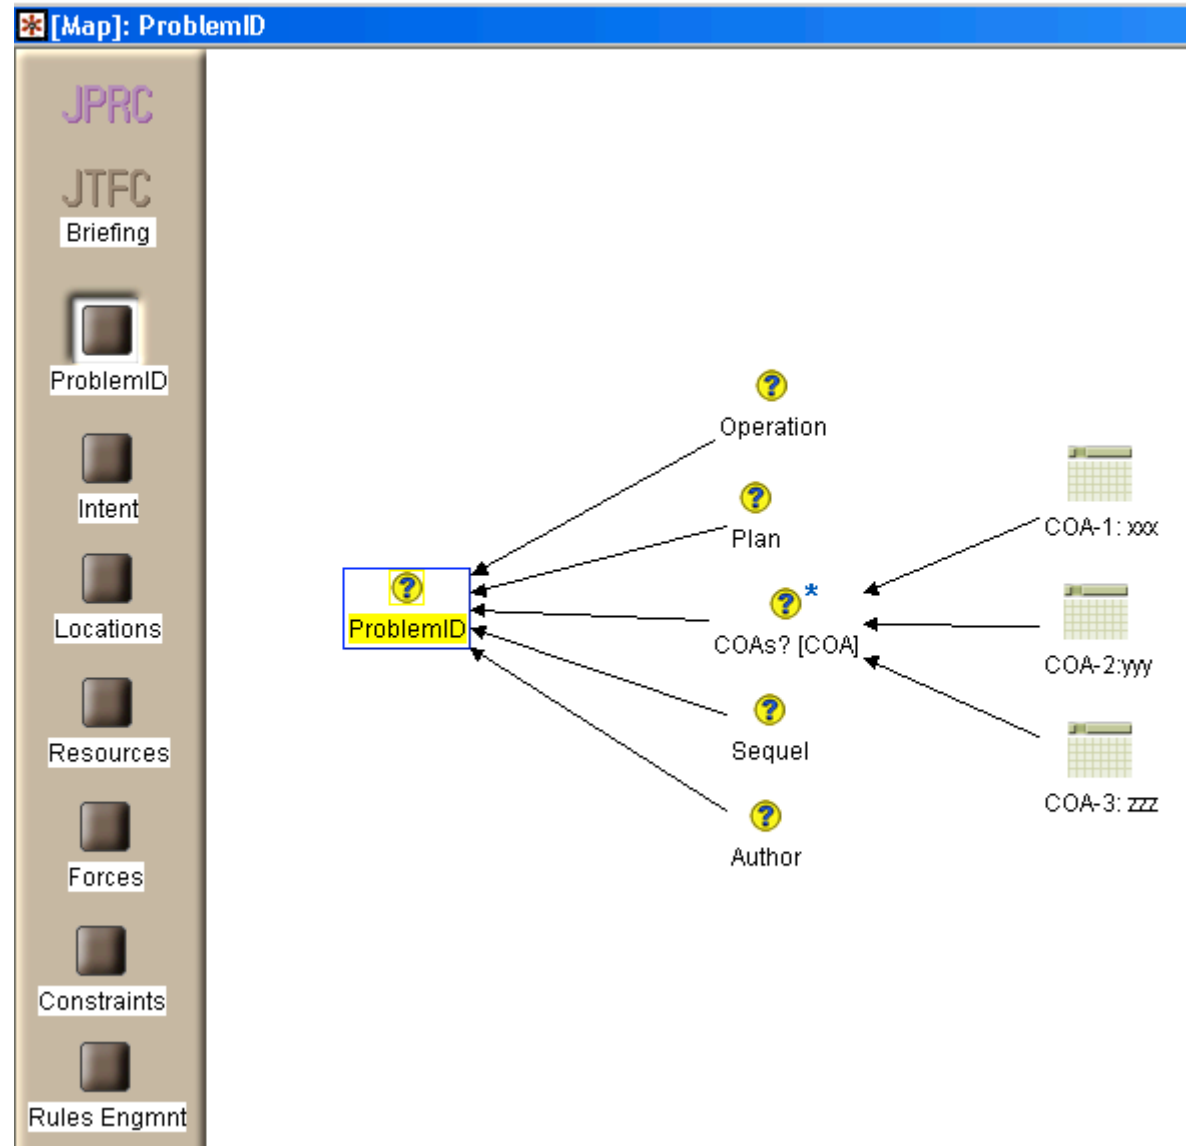 [Map]: ProblemID
JPRC
JTFC
Briefing
ProblemID
Intent
Locations
Resources
Forces
Constraints
Rules Engmnt
Operation
Plan
ProblemID
COAs? [COA]
*
Sequel
Author
COA-1: xxx
COA-2:yyy
COA-3: zzz